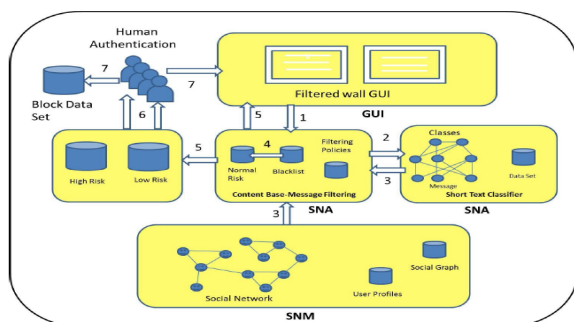 Human
Authentication
7
7
Block Data
Set
Filtered wall GUI
GUI
6
5
1
High Risk
Low Risk
5
4
Normal
Risk
Blacklist
Filtering
Policies
Content Base-Message Filtering
SNA
2
3
Classes
Message
Data Set
Short Text Classifier
SNA
3
Social Network
Social Graph
User Profiles
SNM